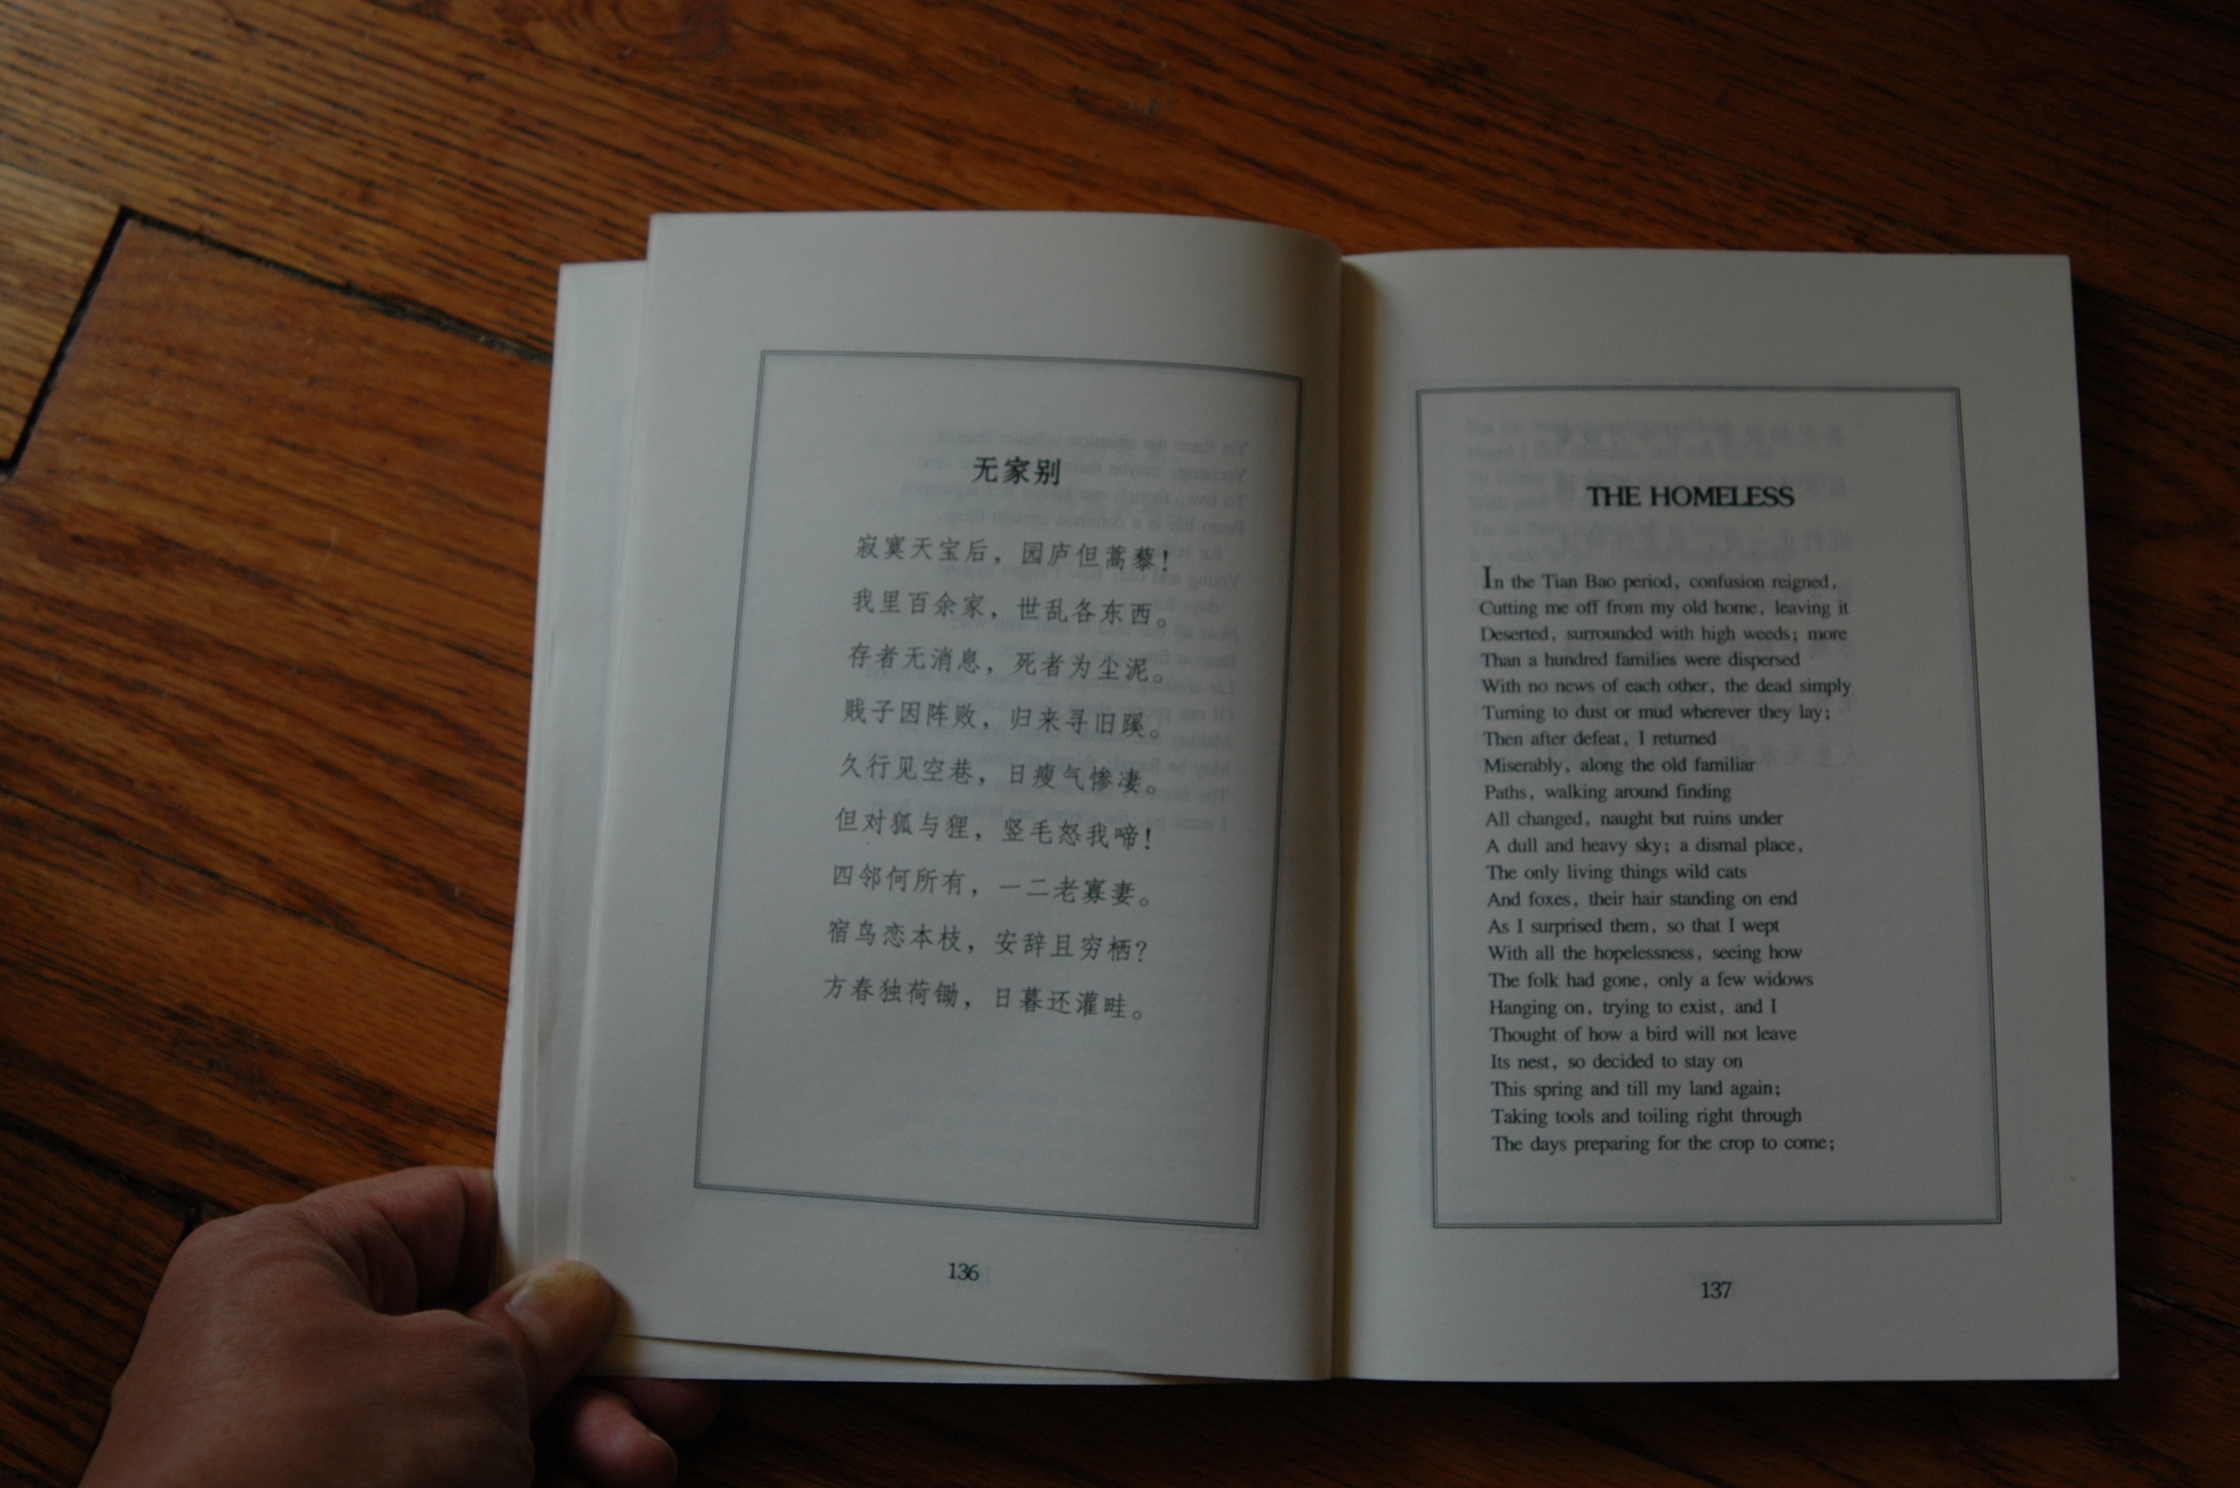 无家别
寂寞天宝后，园庐但蒿藜！
我里百余家，世乱各东西。
存者无消息，死者为尘泥。
贱子因阵败，归来寻旧蹊。
久行见空巷，日瘦气惨凄。
但对狐与狸，竖毛怒我啼！
四邻何所有，一二老寡妻。
宿鸟恋本枝，安辞且穷栖？
方春独荷锄，日暮还灌畦。
136
THE HOMELESS
In the Tian Bao period, confusion reigned,
Cutting me off from my old home, leaving it
Deserted, surrounded with high weeds; more
Than a hundred families were dispersed
With no news of each other, the dead simply
Turning to dust or mud wherever they lay;
Then after defeat, I returned
Miserably, along the old familiar
Paths, walking around finding
All changed, naught but ruins under
A dull and heavy sky; a dismal place,
The only living things wild cats
And foxes, their hair standing on end
As I surprised them, so that I wept
With all the hopelessness, seeing how
The folk had gone, only a few widows
Hanging on, trying to exist, and I
Thought of how a bird will not leave
Its nest, so decided to stay on
This spring and till my land again;
Taking tools and toiling right through
The days preparing for the crop to come;
137